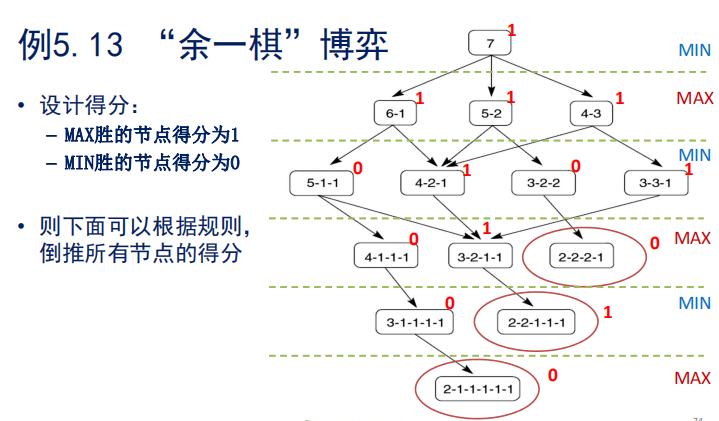 例5.13 “余一棋”博弈
• 设计得分：
– MAX胜的节点得分为1
– MIN胜的节点得分为0
• 则下面可以根据规则，
倒推所有节点的得分
7 1
MIN
6-1 1 5-2 1 4-3 1
MAX
5-1-1 0 4-2-1 1 3-2-2 0 3-3-1 1
MIN
4-1-1-1 0 3-2-1-1 1 2-2-2-1 0
MAX
3-1-1-1-1 0 2-2-1-1-1 1
MIN
2-1-1-1-1-1 0
MAX